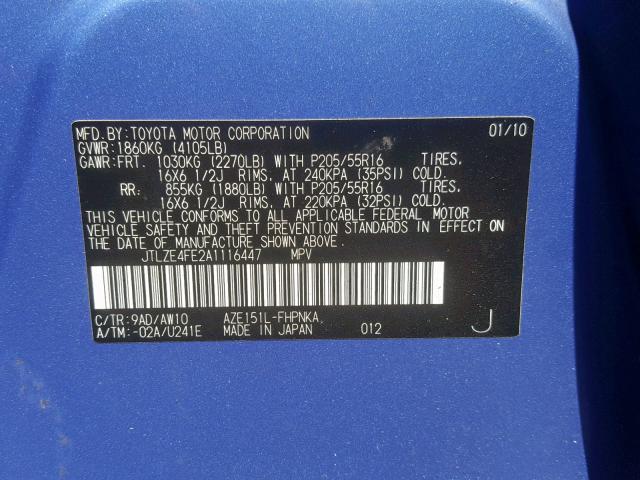 MFD.BY:TOYOTA MOTOR CORPORATION 01/10
GVWR:1860KG (4105LB)
GAWR:FRT. 1030KG (2270LB) WITH P205/55R16 TIRES.
16X6 1/2J RIMS, AT 240KPA (35PSI) COLD.
RR: 855KG (1880LB) WITH P205/55R16 TIRES.
16X6 1/2J RIMS, AT 220KPA (32PSI) COLD.
THIS VEHICLE CONFORMS TO ALL APPLICABLE FEDERAL MOTOR
VEHICLE SAFETY AND THEFT PREVENTION STANDARDS IN EFFECT ON
THE DATE OF MANUFACTURE SHOWN ABOVE.
JTLZE4FE2A1116447 MPV
C/TR:9AD/AW10 AZE151L-FHPNKA
A/TM:-02A/U241E MADE IN JAPAN 012 J